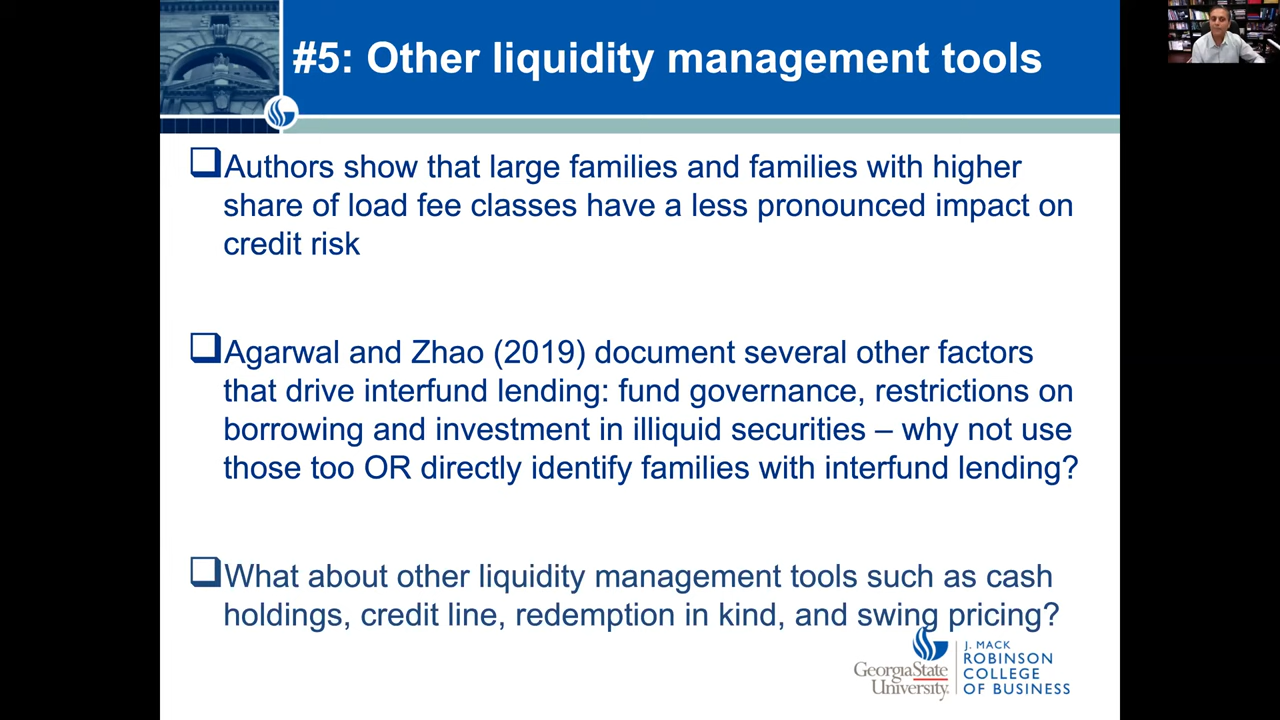 #5: Other liquidity management tools
Authors show that large families and families with higher
share of load fee classes have a less pronounced impact on
credit risk
Agarwal and Zhao (2019) document several other factors
that drive interfund lending: fund governance, restrictions on
borrowing and investment in illiquid securities – why not use
those too OR directly identify families with interfund lending?
What about other liquidity management tools such as cash
holdings, credit line, redemption in kind, and swing pricing?
GeorgiaState
University.
J. MACK
ROBINSON
COLLEGE
OF BUSINESS